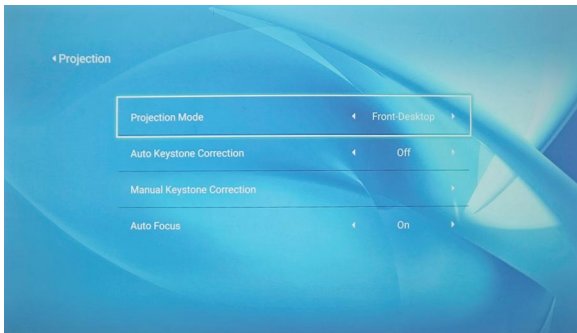 Projection
Projection Mode Front-Desktop
Auto Keystone Correction Off
Manual Keystone Correction
Auto Focus On